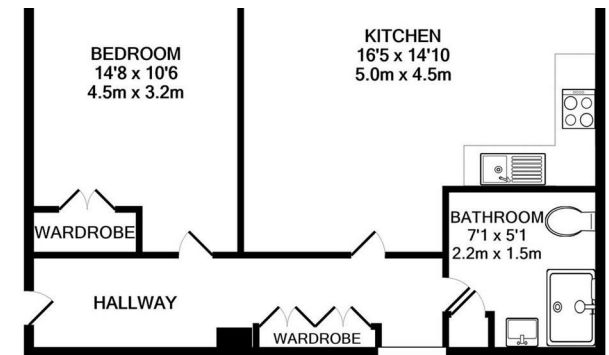 BEDROOM
14'8 x 10'6
4.5m x 3.2m
KITCHEN
16'5 x 14'10
5.0m x 4.5m
WARDROBE
BATHROOM
7'1 x 5'1
2.2m x 1.5m
HALLWAY
WARDROBE